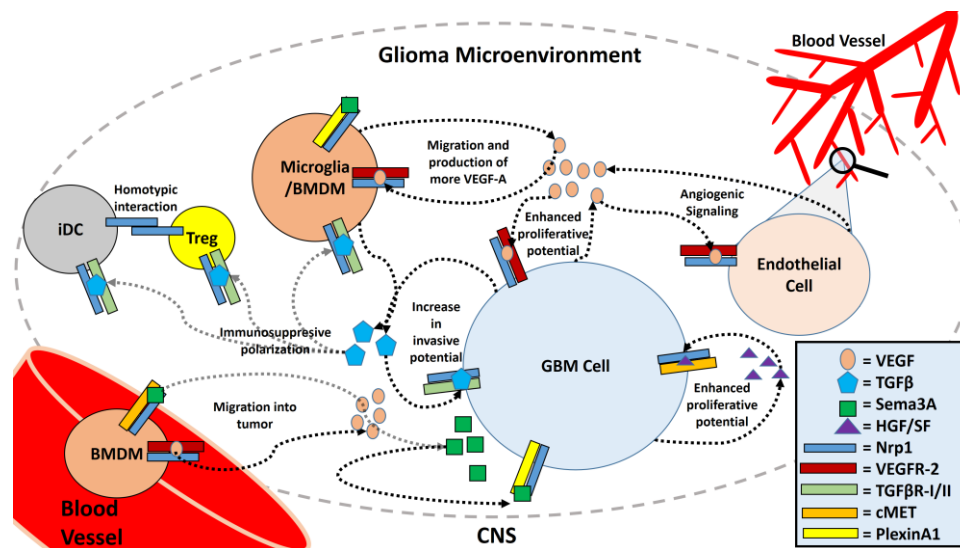 Glioma Microenvironment
Blood Vessel
Microglia
/BMDM
Migration and
production of
more VEGF-A
Homotypic
interaction
iDC
Treg
Angiogenic
Signaling
Enhanced
proliferative
potential
Endothelial
Cell
Immunosuppresive
polarization
Increase in
invasive
potential
GBM Cell
Enhanced
proliferative
potential
Migration into
tumor
BMDM
Blood
Vessel
CNS
= VEGF
= TGFβ
= Sema3A
= HGF/SF
= Nrp1
= VEGFR-2
= TGFβR-I/II
= cMET
= PlexinA1